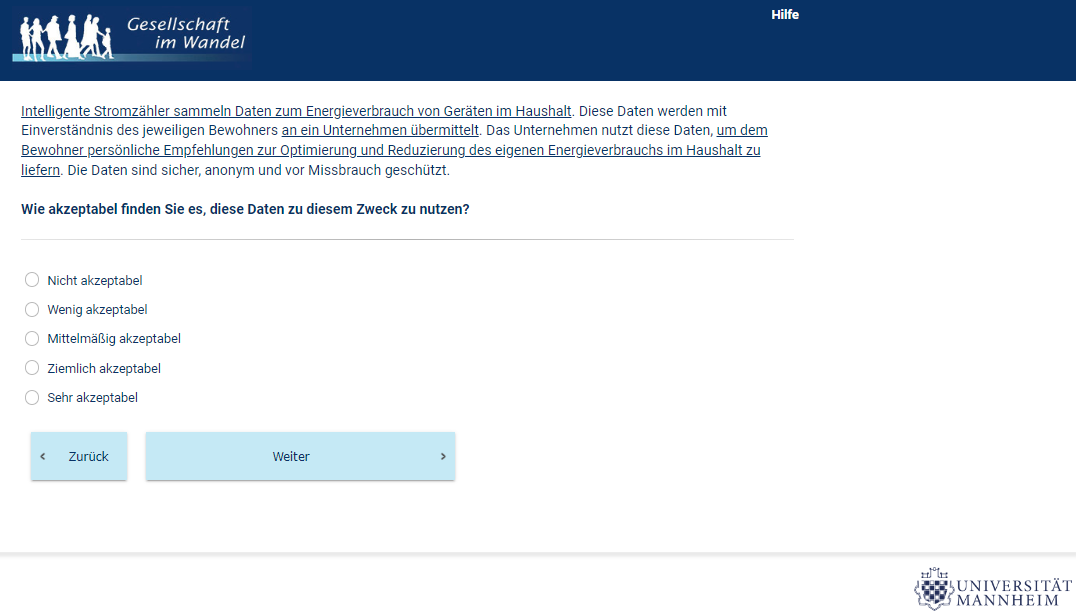 Gesellschaft
im Wandel
Hilfe
Intelligente Stromzähler sammeln Daten zum Energieverbrauch von Geräten im Haushalt. Diese Daten werden mit
Einverständnis des jeweiligen Bewohners an ein Unternehmen übermittelt. Das Unternehmen nutzt diese Daten, um dem
Bewohner persönliche Empfehlungen zur Optimierung und Reduzierung des eigenen Energieverbrauchs im Haushalt zu
liefern. Die Daten sind sicher, anonym und vor Missbrauch geschützt.
Wie akzeptabel finden Sie es, diese Daten zu diesem Zweck zu nutzen?
Nicht akzeptabel
Wenig akzeptabel
Mittelmäßig akzeptabel
Ziemlich akzeptabel
Sehr akzeptabel
‹ Zurück
Weiter ›
UNIVERSITÄT
MANNHEIM